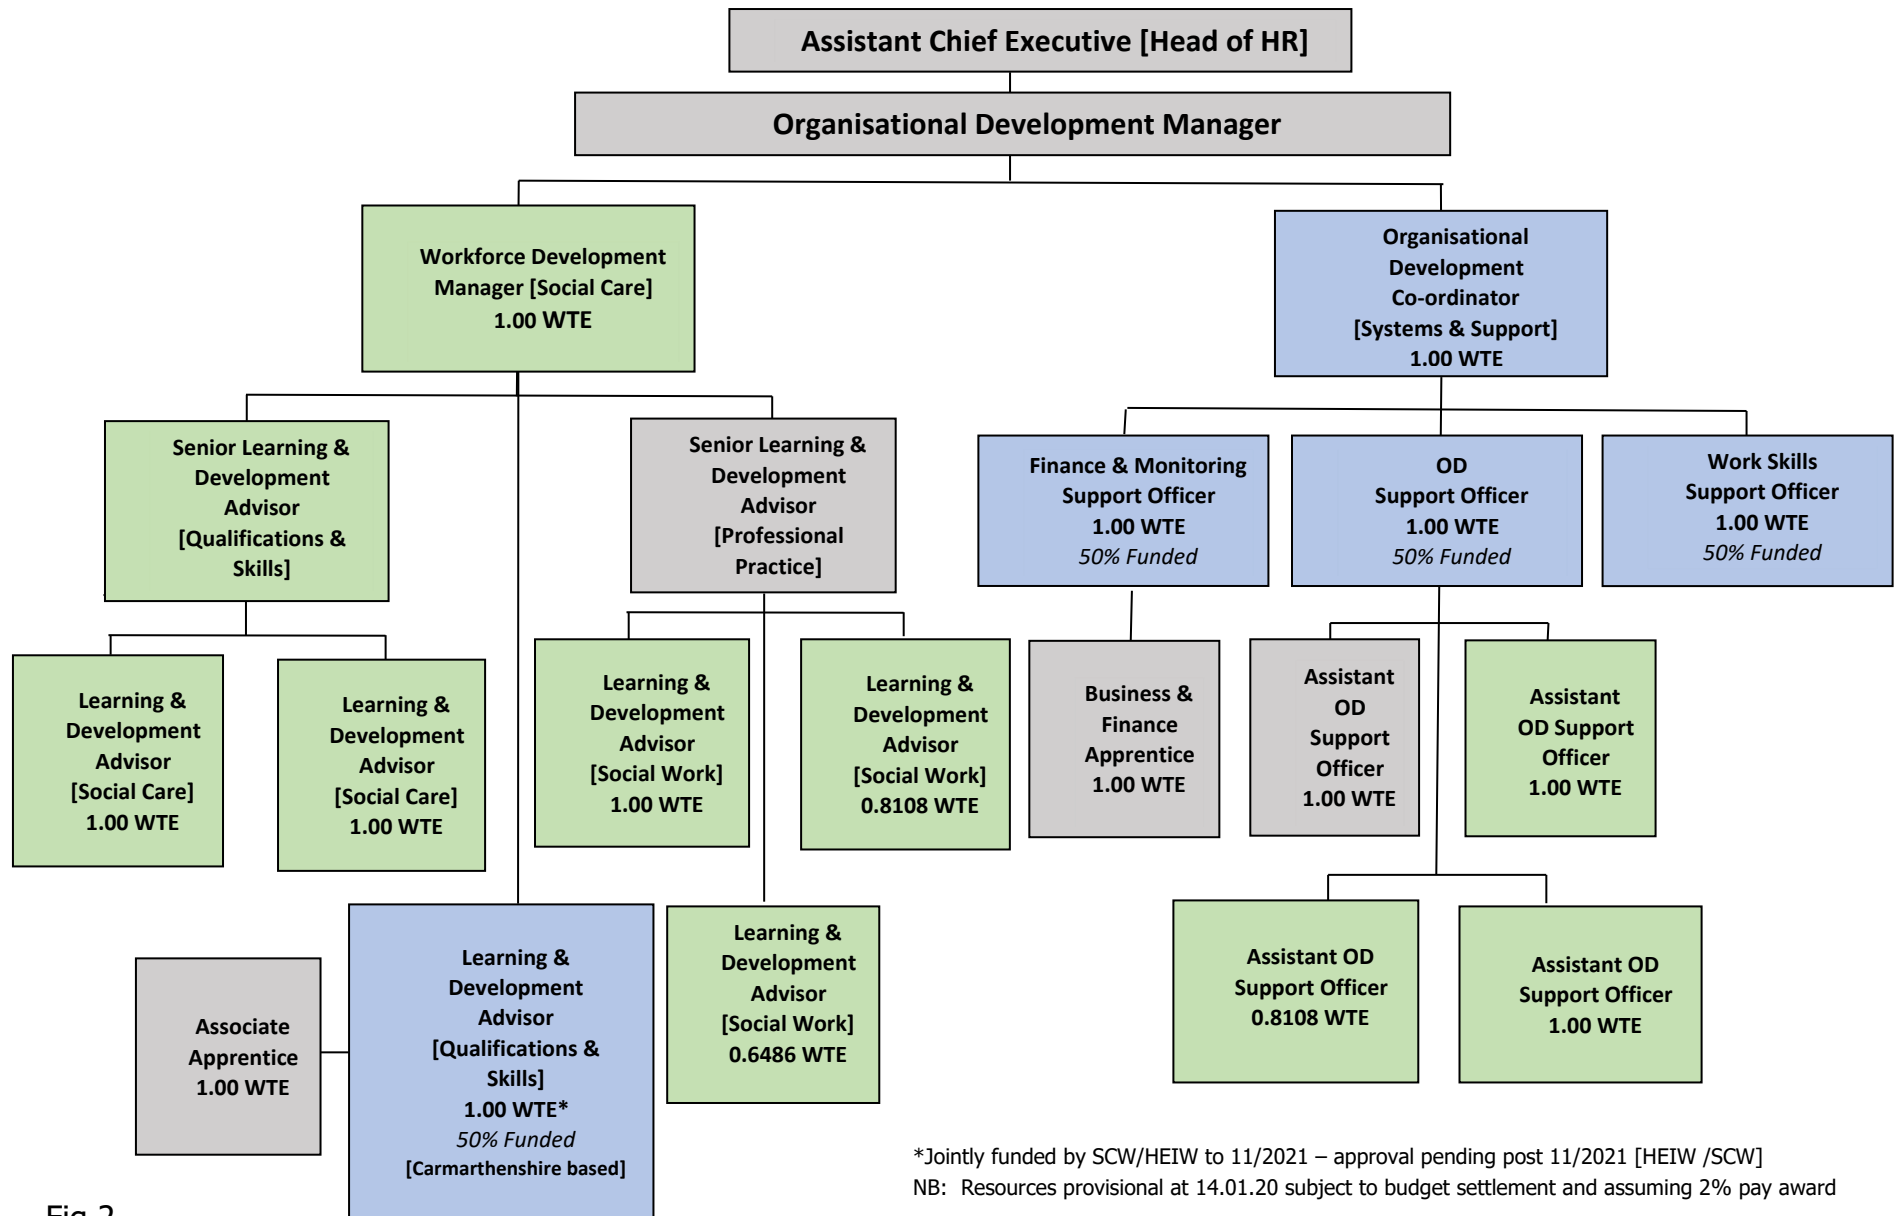 Assistant Chief Executive [Head of HR]
Organisational Development Manager
Workforce Development
Manager [Social Care]
1.00 WTE
Organisational
Development
Co-ordinator
[Systems & Support]
1.00 WTE
Senior Learning &
Development
Advisor
[Qualifications &
Skills]
Senior Learning &
Development
Advisor
[Professional
Practice]
Finance & Monitoring
Support Officer
1.00 WTE
50% Funded
OD
Support Officer
1.00 WTE
50% Funded
Work Skills
Support Officer
1.00 WTE
50% Funded
Learning &
Development
Advisor
[Social Care]
1.00 WTE
Learning &
Development
Advisor
[Social Care]
1.00 WTE
Learning &
Development
Advisor
[Social Work]
1.00 WTE
Learning &
Development
Advisor
[Social Work]
0.8108 WTE
Business &
Finance
Apprentice
1.00 WTE
Assistant
OD
Support
Officer
1.00 WTE
Assistant
OD Support
Officer
1.00 WTE
Associate
Apprentice
1.00 WTE
Learning &
Development
Advisor
[Qualifications &
Skills]
1.00 WTE*
50% Funded
[Carmarthenshire based]
Learning &
Development
Advisor
[Social Work]
0.6486 WTE
Assistant OD
Support Officer
0.8108 WTE
Assistant OD
Support Officer
1.00 WTE
*Jointly funded by SCW/HEIW to 11/2021 – approval pending post 11/2021 [HEIW /SCW]
NB: Resources provisional at 14.01.20 subject to budget settlement and assuming 2% pay award
Fig 2